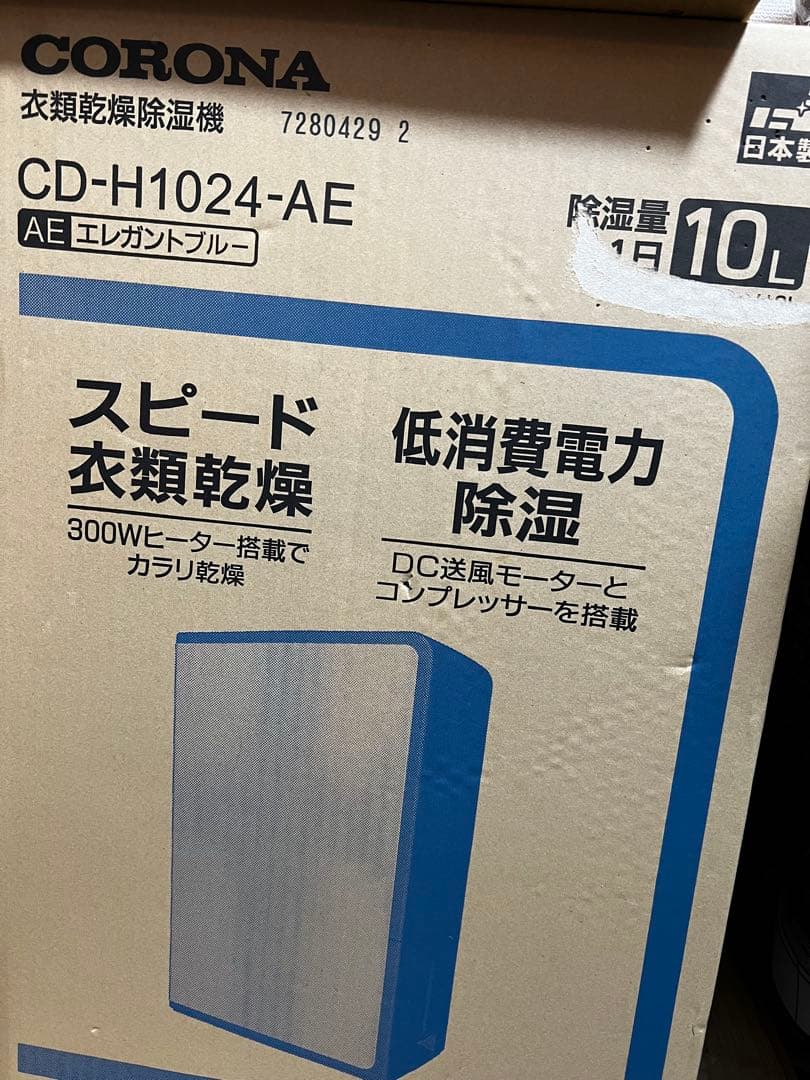 CORONA
衣類乾燥除湿機 7280429 2
CD-H1024-AE
AE エレガントブルー
日本製
除湿量
1日 10L
スピード
衣類乾燥
300Wヒーター搭載で
カラリ乾燥
低消費電力
除湿
DC送風モーターと
コンプレッサーを搭載